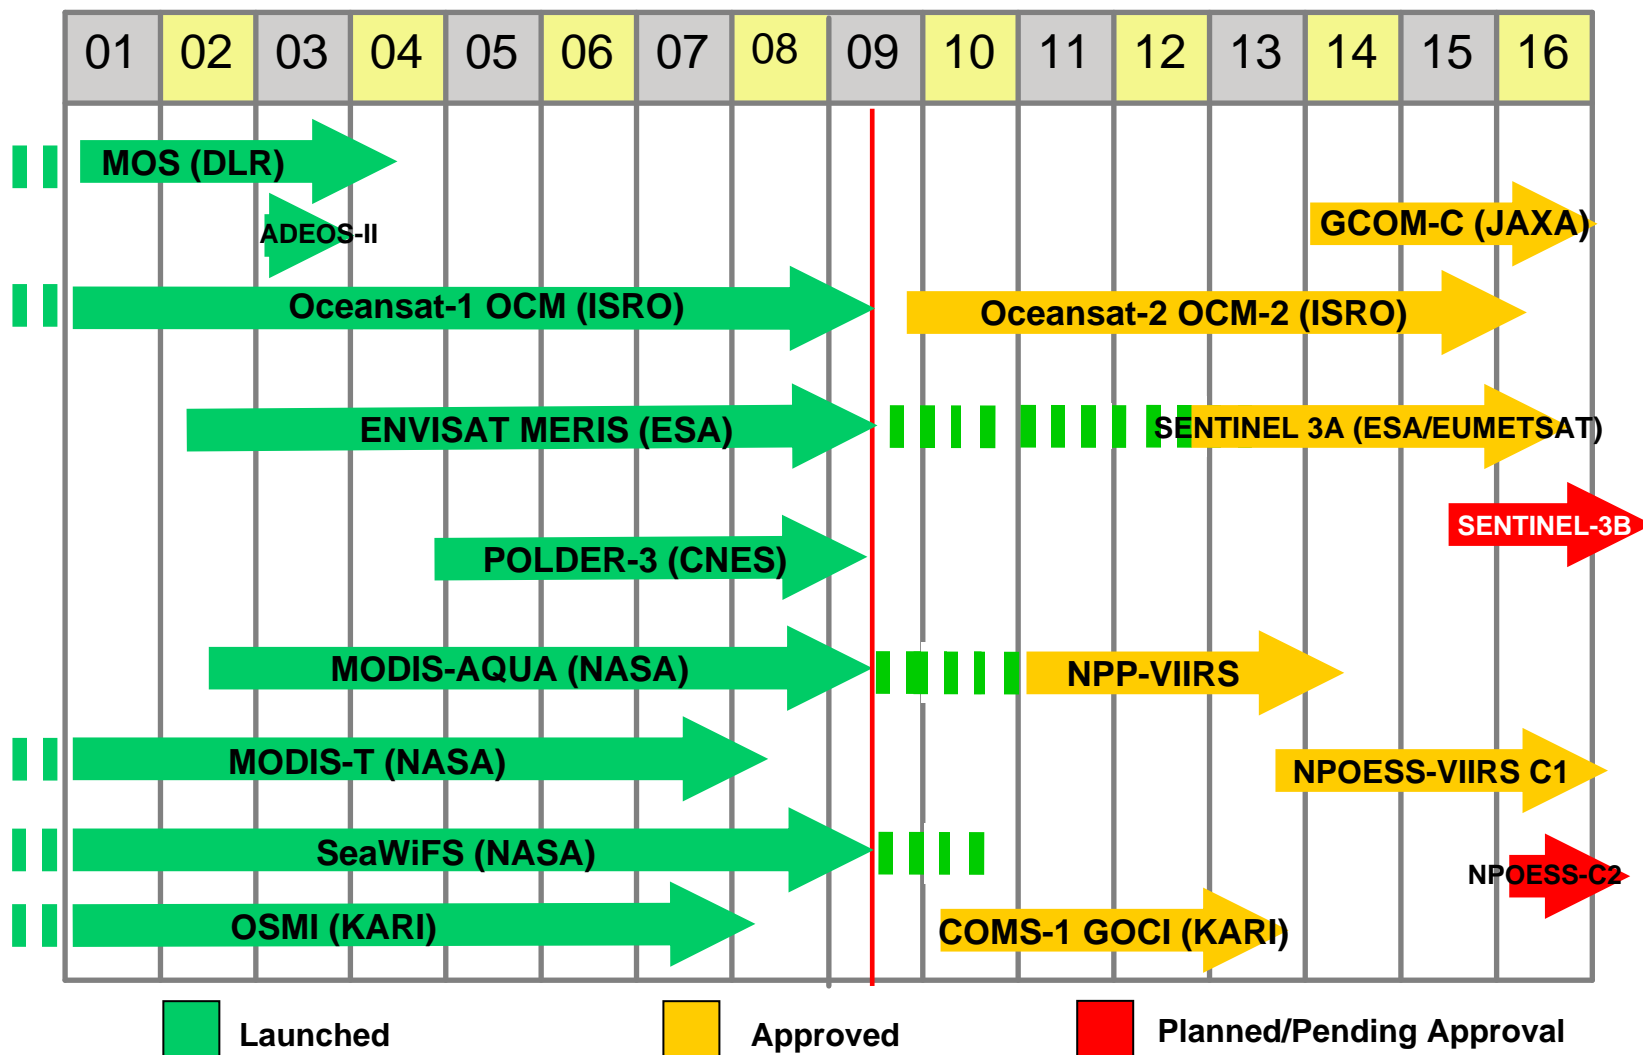 01 02 03 04 05 06 07 08 09 10 11 12 13 14 15 16
MOS (DLR)
ADEOS-II
GCOM-C (JAXA)
Oceansat-1 OCM (ISRO)
Oceansat-2 OCM-2 (ISRO)
ENVISAT MERIS (ESA)
SENTINEL 3A (ESA/EUMETSAT)
SENTINEL-3B
POLDER-3 (CNES)
MODIS-AQUA (NASA)
NPP-VIIRS
MODIS-T (NASA)
NPOESS-VIIRS C1
SeaWiFS (NASA)
NPOESS-C2
OSMI (KARI)
COMS-1 GOCI (KARI)
Launched
Approved
Planned/Pending Approval